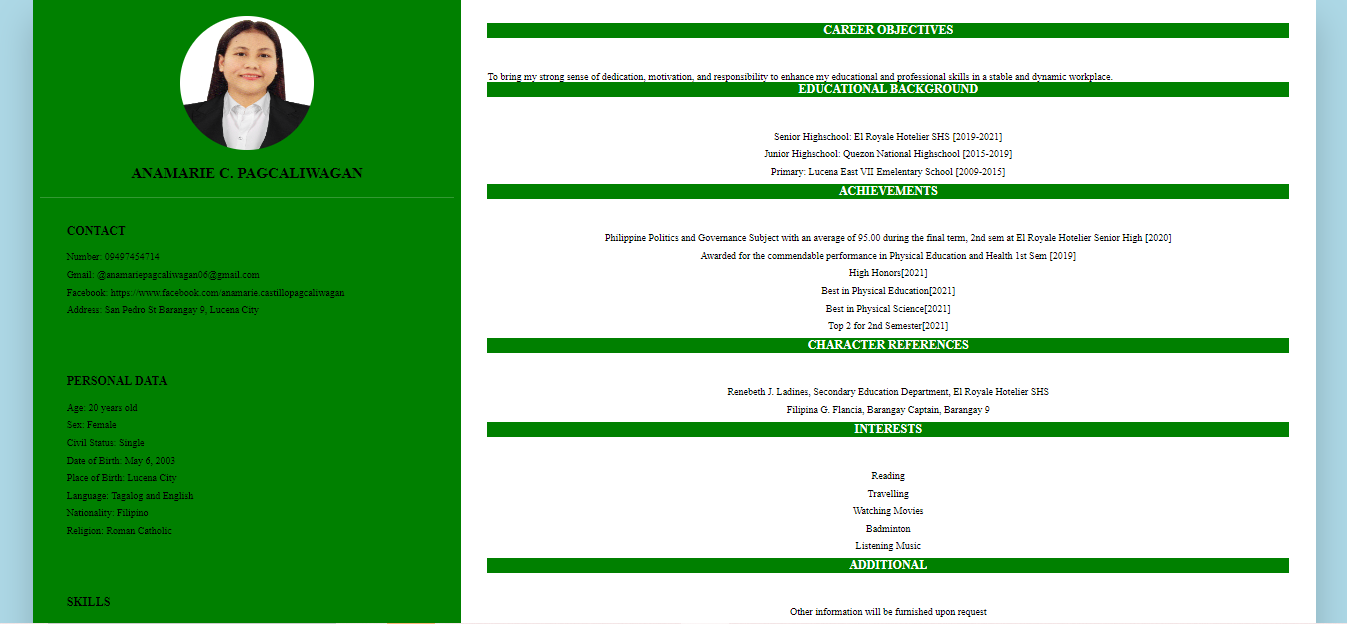 ANAMARIE C. PAGCALIWAGAN
CONTACT
Number: 09497454714
Gmail: @anamariepagcaliwagan06@gmail.com
Facebook: https://www.facebook.com/anamarie.castillopagcaliwagan
Address: San Pedro St Barangay 9, Lucena City
PERSONAL DATA
Age: 20 years old
Sex: Female
Civil Status: Single
Date of Birth: May 6, 2003
Place of Birth: Lucena City
Language: Tagalog and English
Nationality: Filipino
Religion: Roman Catholic
SKILLS
CAREER OBJECTIVES
To bring my strong sense of dedication, motivation, and responsibility to enhance my educational and professional skills in a stable and dynamic workplace.
EDUCATIONAL BACKGROUND
Senior Highschool: El Royale Hotelier SHS [2019-2021]
Junior Highschool: Quezon National Highschool [2015-2019]
Primary: Lucena East VII Emelentary School [2009-2015]
ACHIEVEMENTS
Philippine Politics and Governance Subject with an average of 95.00 during the final term, 2nd sem at El Royale Hotelier Senior High [2020]
Awarded for the commendable performance in Physical Education and Health 1st Sem [2019]
High Honors[2021]
Best in Physical Education[2021]
Best in Physical Science[2021]
Top 2 for 2nd Semester[2021]
CHARACTER REFERENCES
Renebeth J. Ladines, Secondary Education Department, El Royale Hotelier SHS
Filipina G. Flancia, Barangay Captain, Barangay 9
INTERESTS
Reading
Travelling
Watching Movies
Badminton
Listening Music
ADDITIONAL
Other information will be furnished upon request